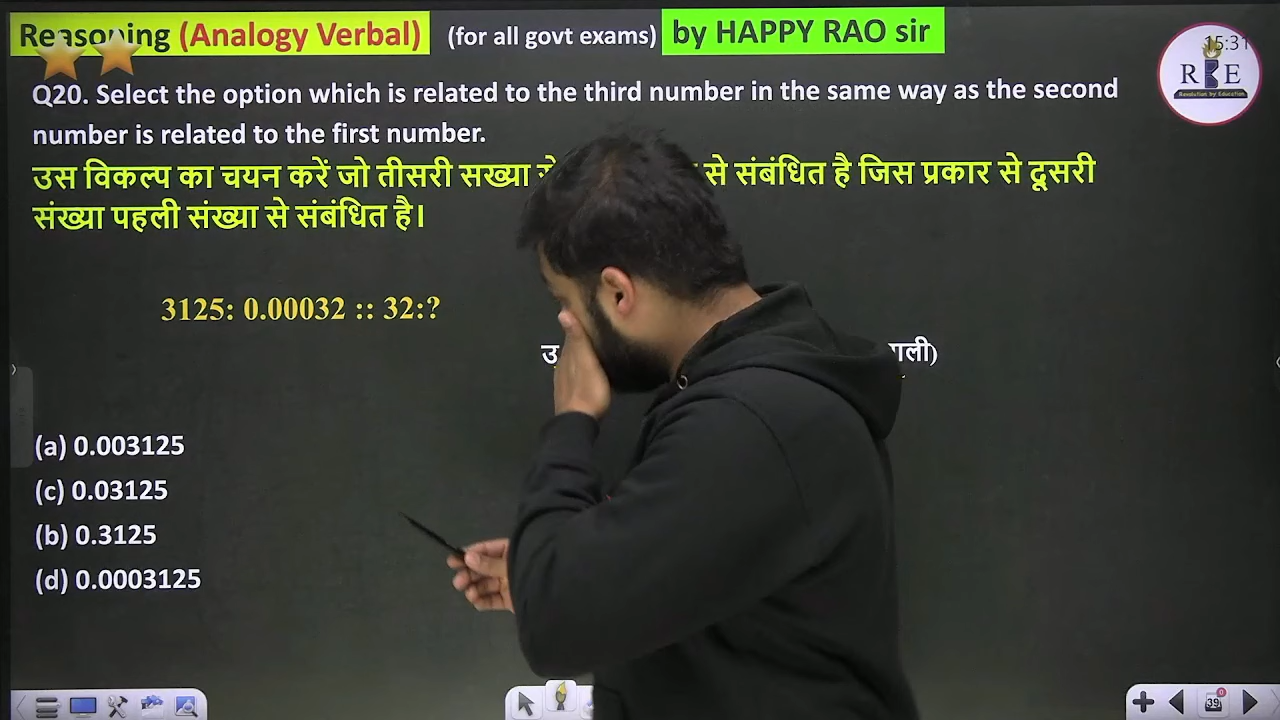 Reasoning (Analogy Verbal) (for all govt exams) by HAPPY RAO sir
15:31
R E
Revolution by Education
Q20. Select the option which is related to the third number in the same way as the second
number is related to the first number.
उस विकल्प का चयन करें जो तीसरी सख्या से संबंधित है जिस प्रकार से दूसरी
संख्या पहली संख्या से संबंधित है।
3125: 0.00032 :: 32:?
(a) 0.003125
(c) 0.03125
(b) 0.3125
(d) 0.0003125
39